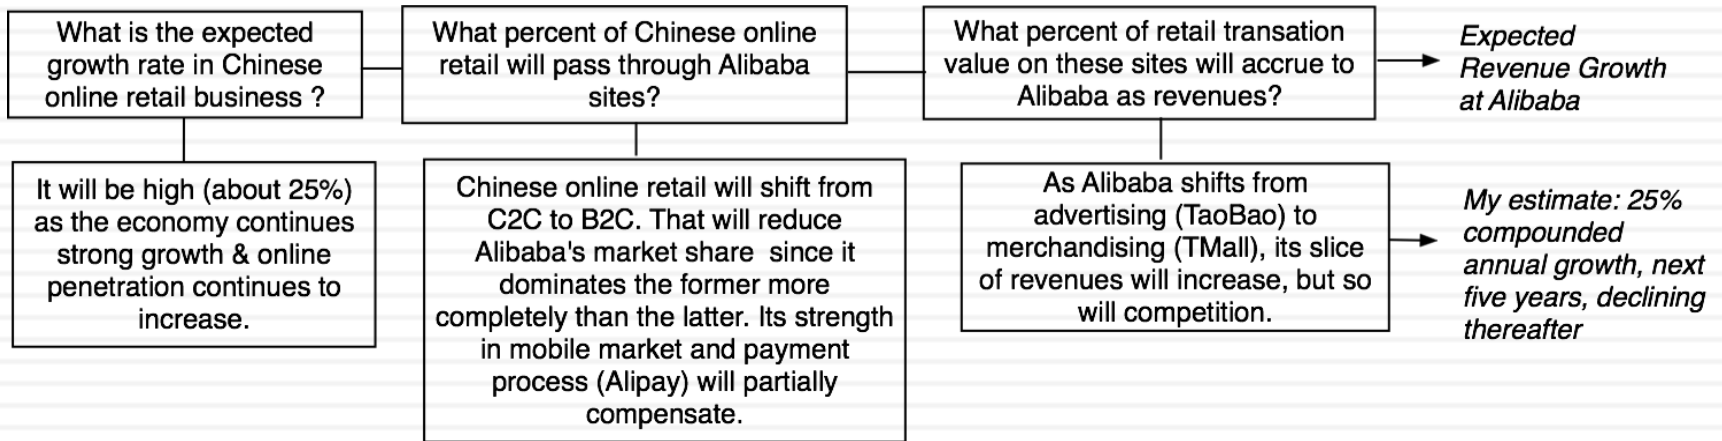 What is the expected
growth rate in Chinese
online retail business ?
What percent of Chinese online
retail will pass through Alibaba
sites?
What percent of retail transation
value on these sites will accrue to
Alibaba as revenues?
Expected
Revenue Growth
at Alibaba
It will be high (about 25%)
as the economy continues
strong growth & online
penetration continues to
increase.
Chinese online retail will shift from
C2C to B2C. That will reduce
Alibaba's market share since it
dominates the former more
completely than the latter. Its strength
in mobile market and payment
process (Alipay) will partially
compensate.
As Alibaba shifts from
advertising (TaoBao) to
merchandising (TMall), its slice
of revenues will increase, but so
will competition.
My estimate: 25%
compounded
annual growth, next
five years, declining
thereafter